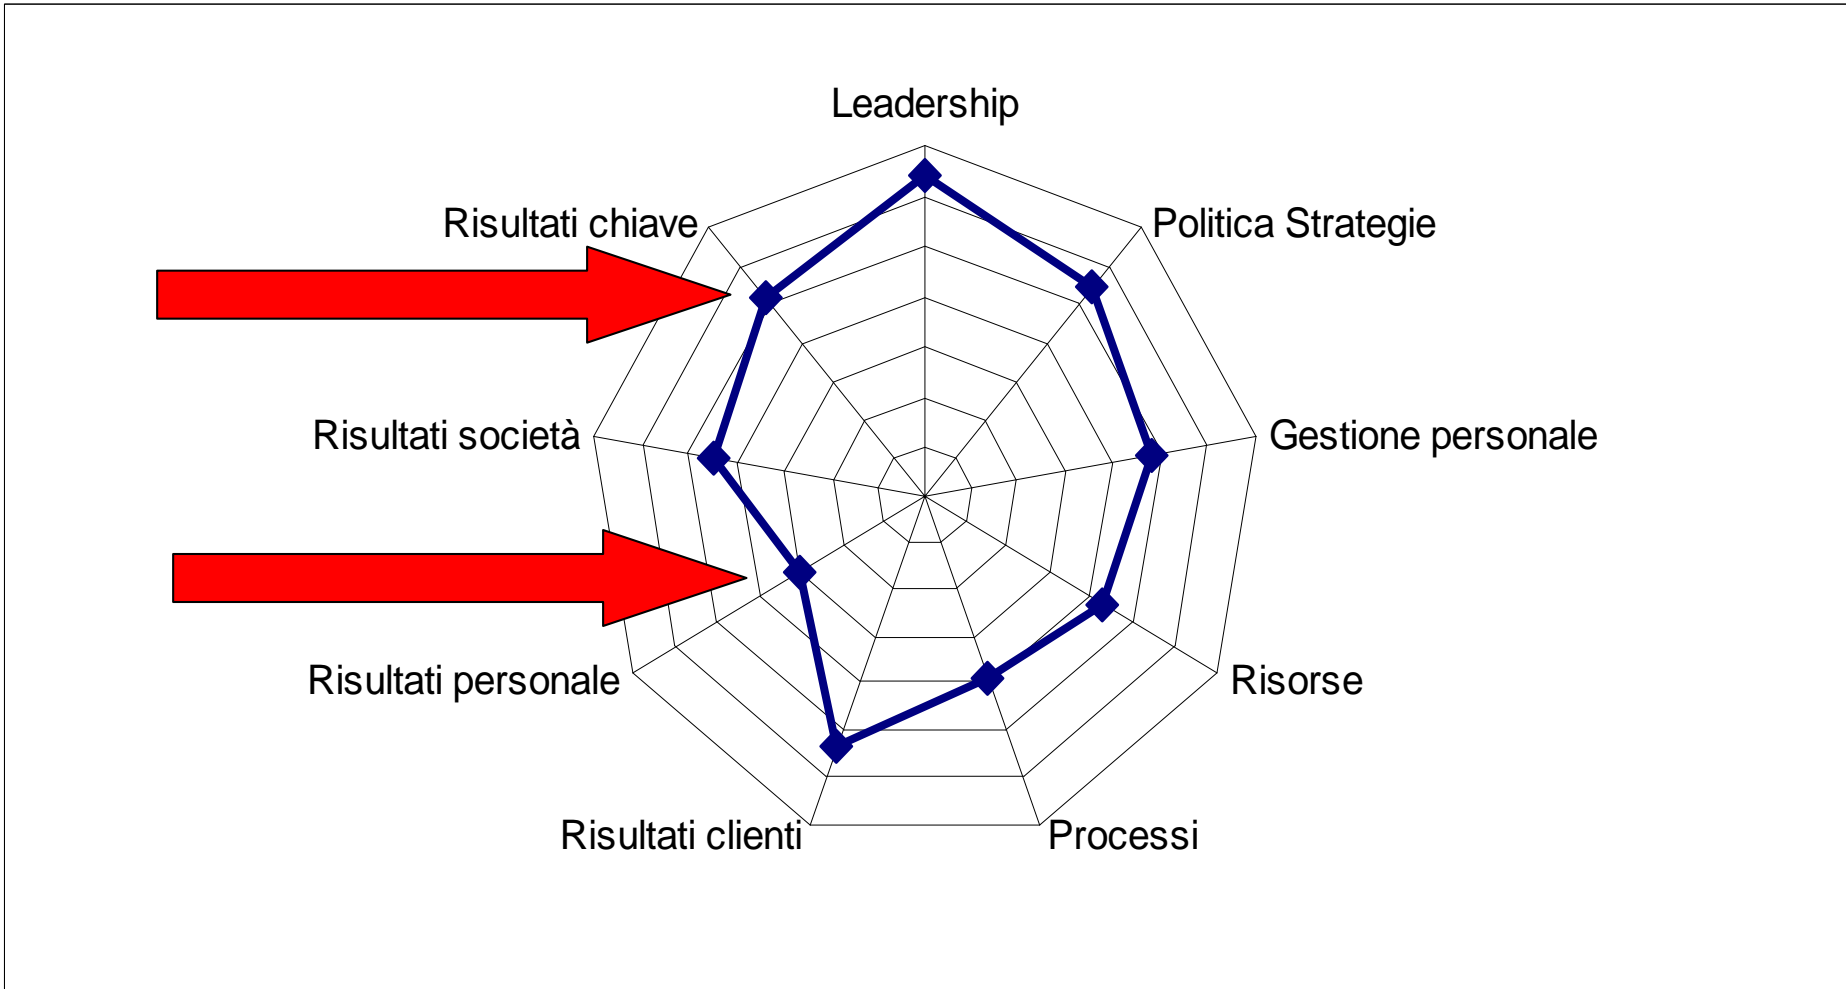 Leadership
Risultati chiave
Politica Strategie
Risultati società
Gestione personale
Risultati personale
Risorse
Risultati clienti
Processi